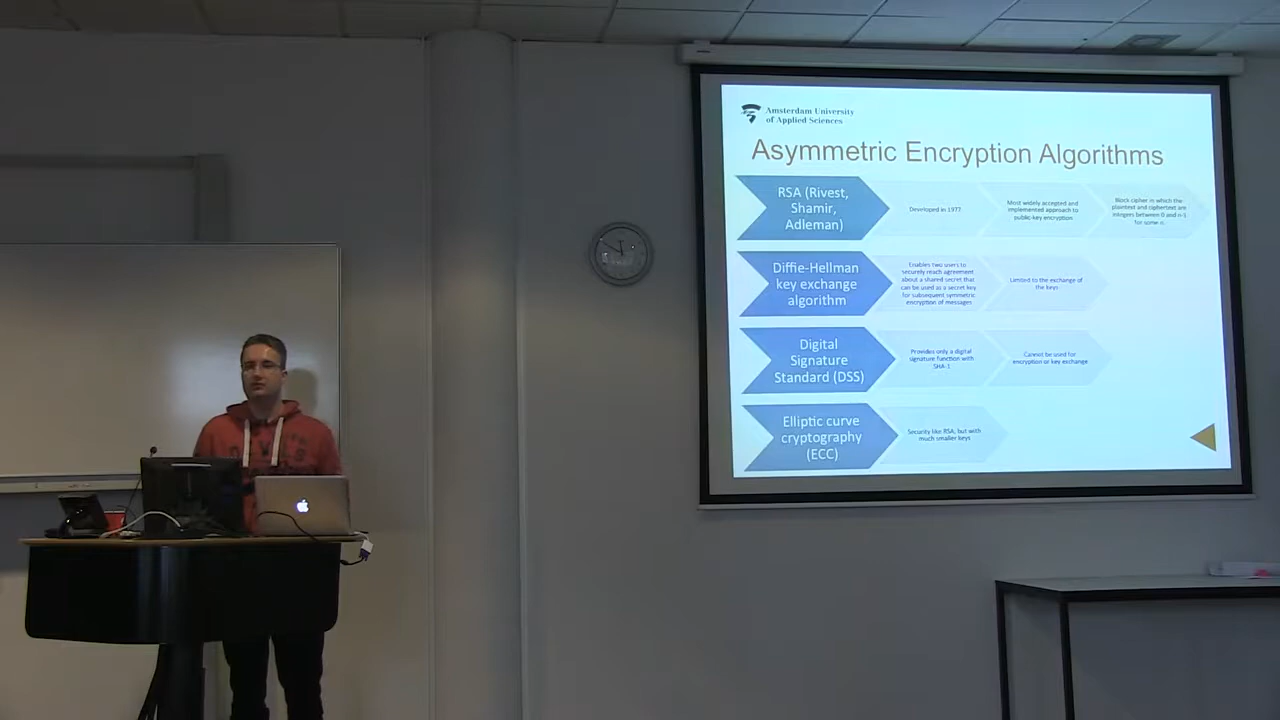 Amsterdam University
of Applied Sciences
Asymmetric Encryption Algorithms
RSA (Rivest,
Shamir,
Adleman)
Developed in 1977
Most widely accepted and
implemented approach to
public-key encryption
Block cipher in which the
plaintext and ciphertext are
integers between 0 and n-1
for some n.
Diffie-Hellman
key exchange
algorithm
Enables two users to
securely reach agreement
about a shared secret that
can be used as a secret key
for subsequent symmetric
encryption of messages
Limited to the exchange of
the keys
Digital
Signature
Standard (DSS)
Provides only a digital
signature function with
SHA-1
Cannot be used for
encryption or key exchange
Elliptic curve
cryptography
(ECC)
Security like RSA, but with
much smaller keys